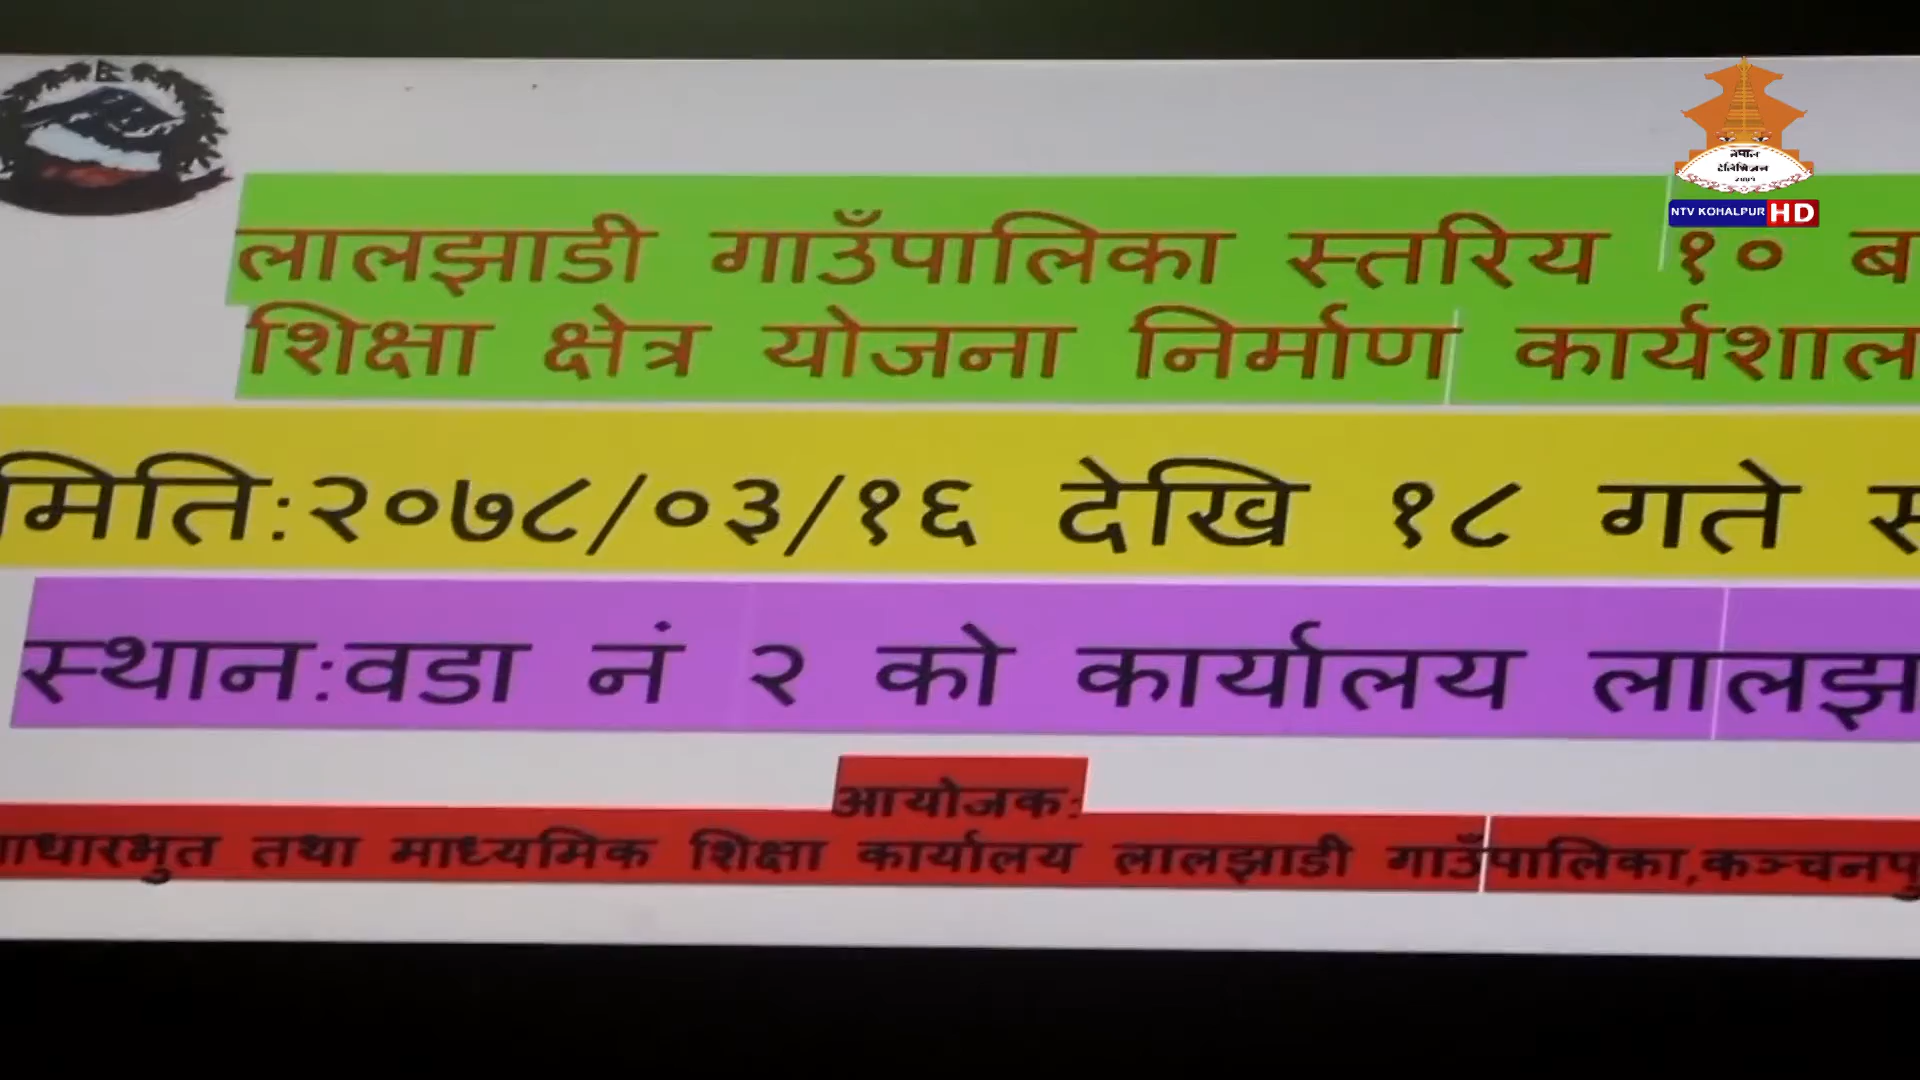 नेपाल
टेलिभिजन
NTV KOHALPUR HD
लालझाडी गाउँपालिका स्तरिय १० ब
शिक्षा क्षेत्र योजना निर्माण कार्यशाल
मिति:२०७८/०३/१६ देखि १८ गते स
स्थान:वडा नं २ को कार्यालय लालझ
आयोजक:
ाधारभुत तथा माध्यमिक शिक्षा कार्यालय लालझाडी गाउँपालिका,कञ्चनपु